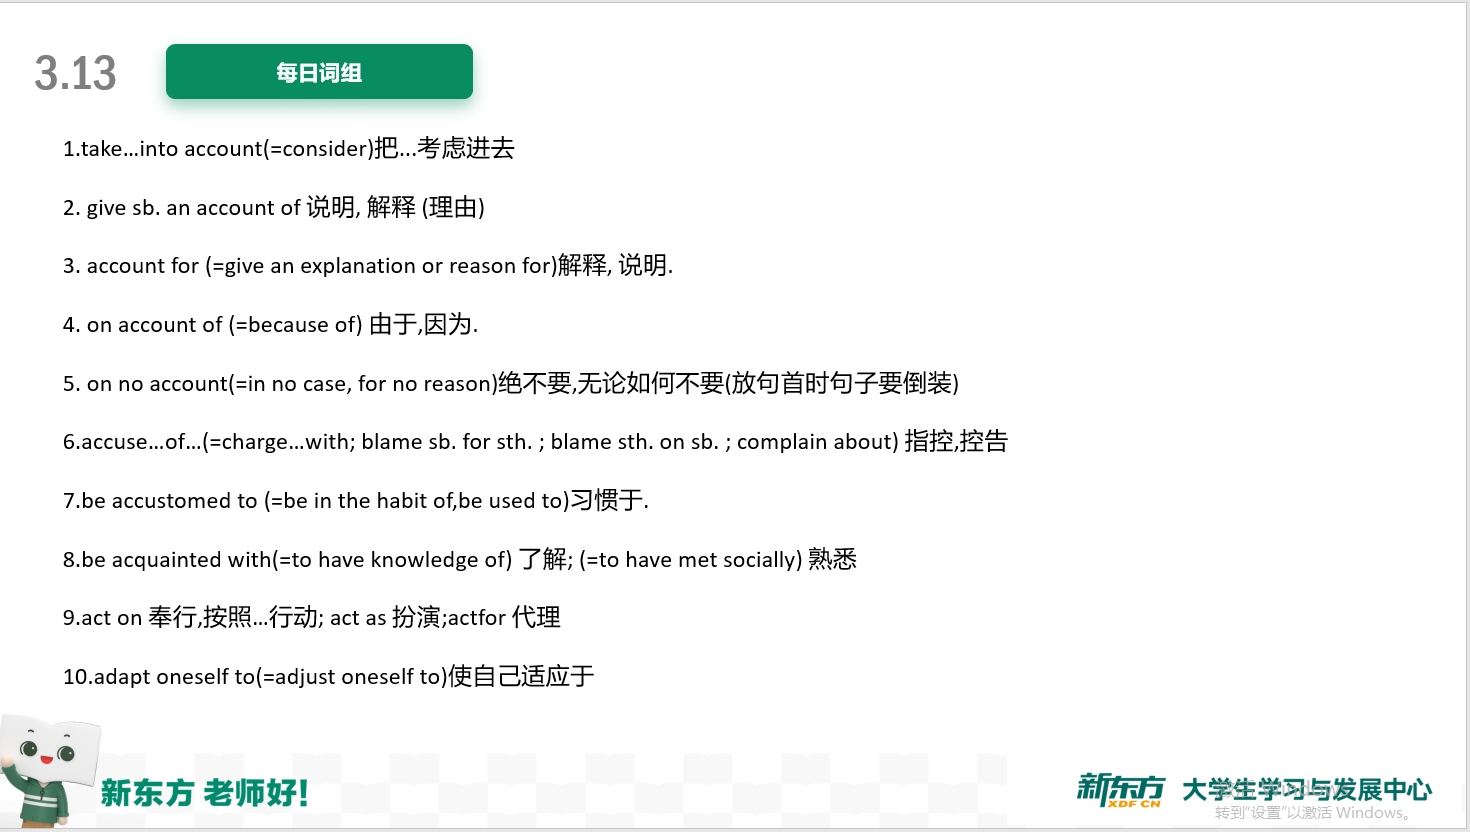 3.13
每日词组
1.take...into account(=consider)把...考虑进去
2. give sb. an account of 说明, 解释 (理由)
3. account for (=give an explanation or reason for)解释, 说明.
4. on account of (=because of) 由于,因为.
5. on no account(=in no case, for no reason)绝不要,无论如何不要(放句首时句子要倒装)
6.accuse...of...(=charge...with; blame sb. for sth. ; blame sth. on sb. ; complain about) 指控,控告
7.be accustomed to (=be in the habit of,be used to)习惯于.
8.be acquainted with(=to have knowledge of) 了解; (=to have met socially) 熟悉
9.act on 奉行,按照...行动; act as 扮演;actfor 代理
10.adapt oneself to(=adjust oneself to)使自己适应于
新东方 老师好!
新东方 XDF.CN 大学生学习与发展中心
激活 Windows
转到“设置”以激活 Windows。